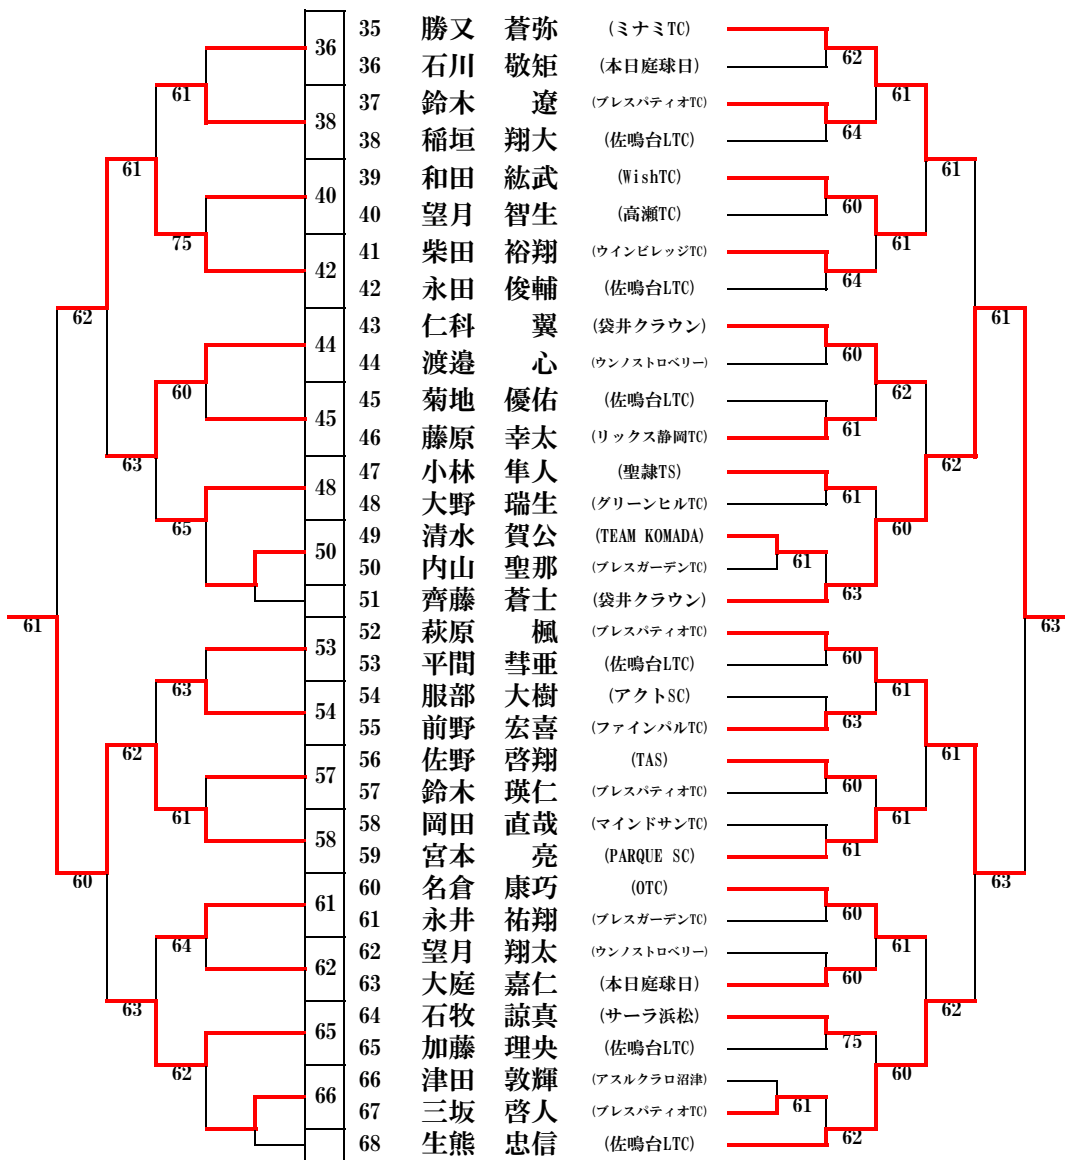 35 勝又 蒼弥 (ミナミTC)
36 62
36 石川 敬矩 (本日庭球日)
61 61
37 鈴木 遼 (ブレスパティオTC)
38 64
38 稲垣 翔大 (佐鳴台LTC)
61 61
39 和田 紘武 (WishTC)
40 60
40 望月 智生 (高瀬TC)
75 61
41 柴田 裕翔 (ウインビレッジTC)
42 64
42 永田 俊輔 (佐鳴台LTC)
62 61
43 仁科 翼 (袋井クラウン)
44 60
44 渡邉 心 (ウンノストロベリー)
60 62
45 菊地 優佑 (佐鳴台LTC)
45 61
46 藤原 幸太 (リックス静岡TC)
63 62
47 小林 隼人 (聖隷TS)
48 61
48 大野 瑞生 (グリーンヒルTC)
65 60
49 清水 賀公 (TEAM KOMADA)
50 61
50 内山 聖那 (ブレスガーデンTC)
63
51 齊藤 蒼士 (袋井クラウン)
61 63
52 萩原 楓 (ブレスパティオTC)
53 60
53 平間 彗亜 (佐鳴台LTC)
63 61
54 服部 大樹 (アクトSC)
54 63
55 前野 宏喜 (ファインパルTC)
62 61
56 佐野 啓翔 (TAS)
57 60
57 鈴木 瑛仁 (ブレスパティオTC)
61 61
58 岡田 直哉 (マインドサンTC)
58 61
59 宮本 亮 (PARQUE SC)
60 63
60 名倉 康巧 (OTC)
61 60
61 永井 祐翔 (ブレスガーデンTC)
64 61
62 望月 翔太 (ウンノストロベリー)
62 60
63 大庭 嘉仁 (本日庭球日)
63 62
64 石牧 諒真 (サーラ浜松)
65 75
65 加藤 理央 (佐鳴台LTC)
62 60
66 津田 敦輝 (アスルクラロ沼津)
66 61
67 三坂 啓人 (ブレスパティオTC)
62
68 生熊 忠信 (佐鳴台LTC)